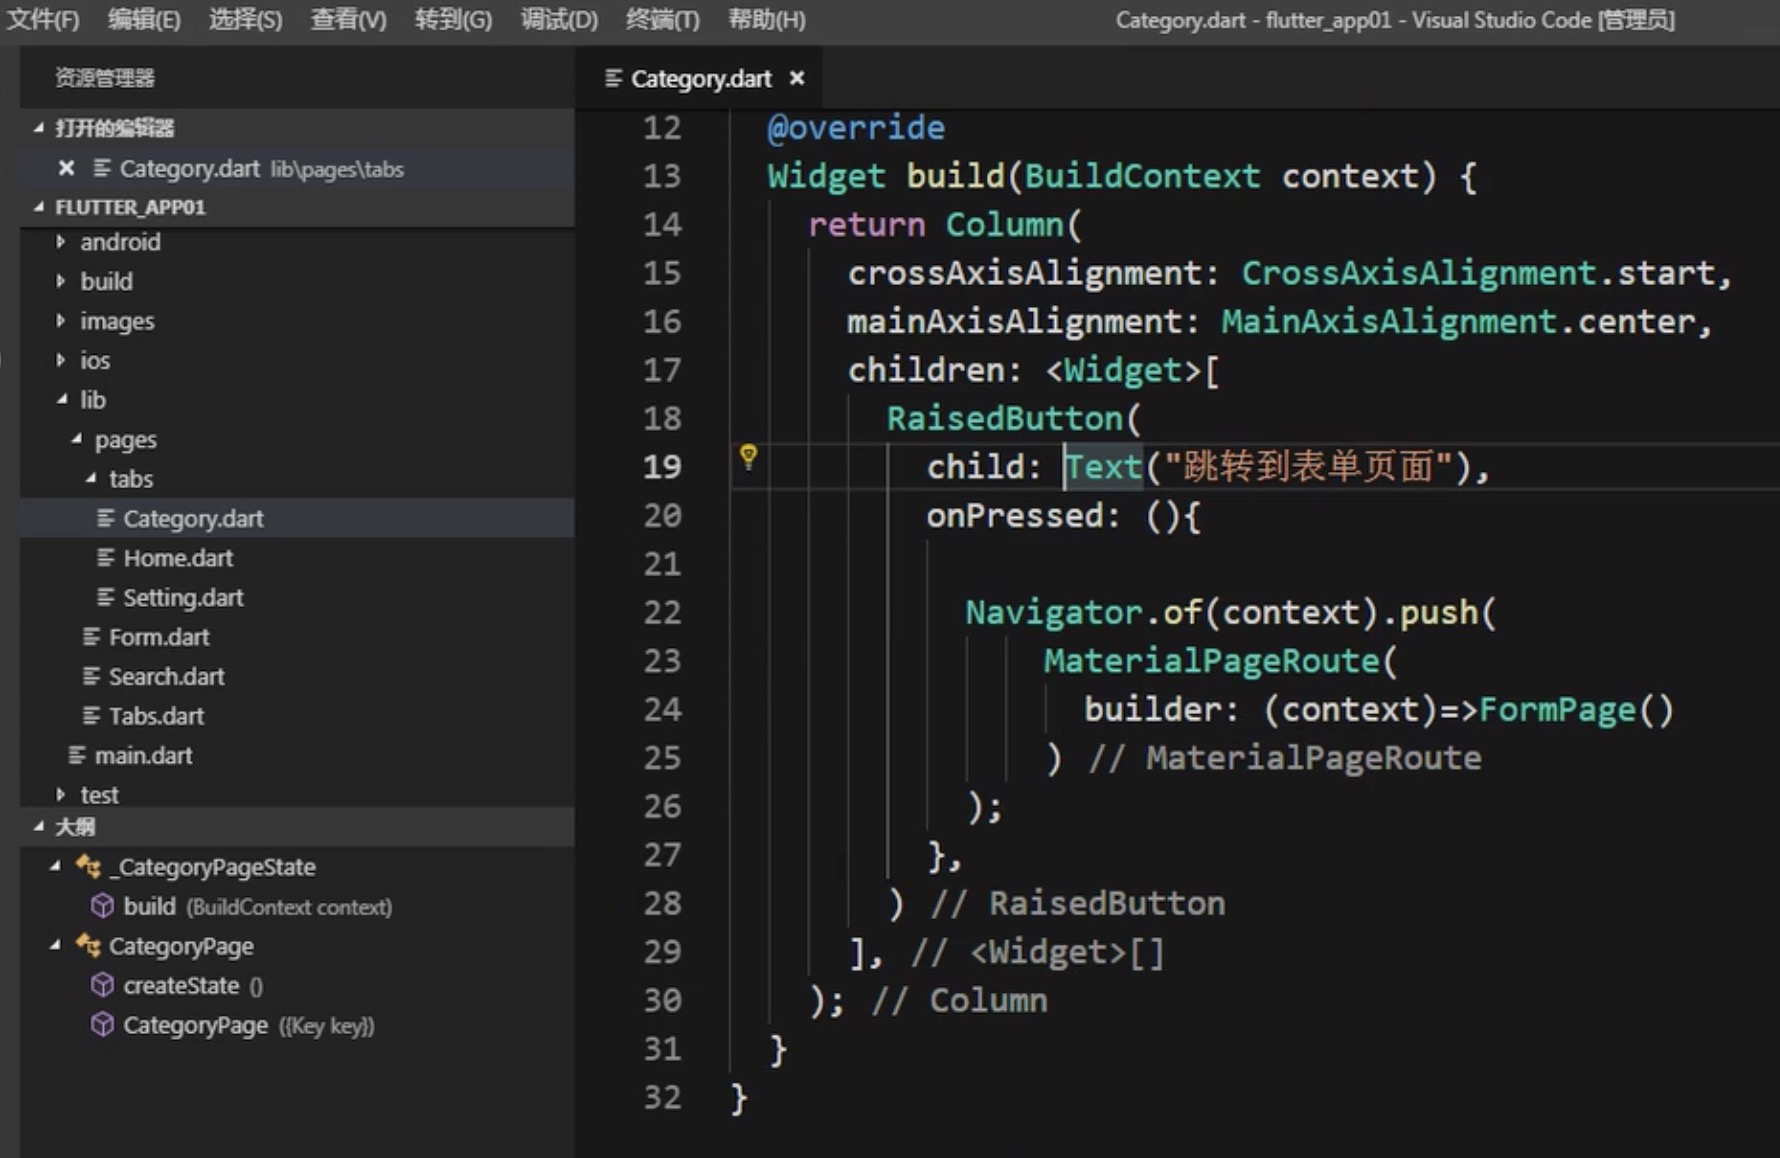 文件(F) 编辑(E) 选择(S) 查看(V) 转到(G) 调试(D) 终端(T) 帮助(H) Category.dart - flutter_app01 - Visual Studio Code [管理员]
资源管理器
打开的编辑器
Category.dart lib\pages\tabs
FLUTTER_APP01
android
build
images
ios
lib
pages
tabs
Category.dart
Home.dart
Setting.dart
Form.dart
Search.dart
Tabs.dart
main.dart
test
大纲
_CategoryPageState
build (BuildContext context)
CategoryPage
createState ()
CategoryPage ({Key key})
Category.dart
12 @override
13 Widget build(BuildContext context) {
14 return Column(
15 crossAxisAlignment: CrossAxisAlignment.start,
16 mainAxisAlignment: MainAxisAlignment.center,
17 children: <Widget>[
18 RaisedButton(
19 child: Text("跳转到表单页面"),
20 onPressed: (){
21
22 Navigator.of(context).push(
23 MaterialPageRoute(
24 builder: (context)=>FormPage()
25 ) // MaterialPageRoute
26 );
27 },
28 ) // RaisedButton
29 ], // <Widget>[]
30 ); // Column
31 }
32 }